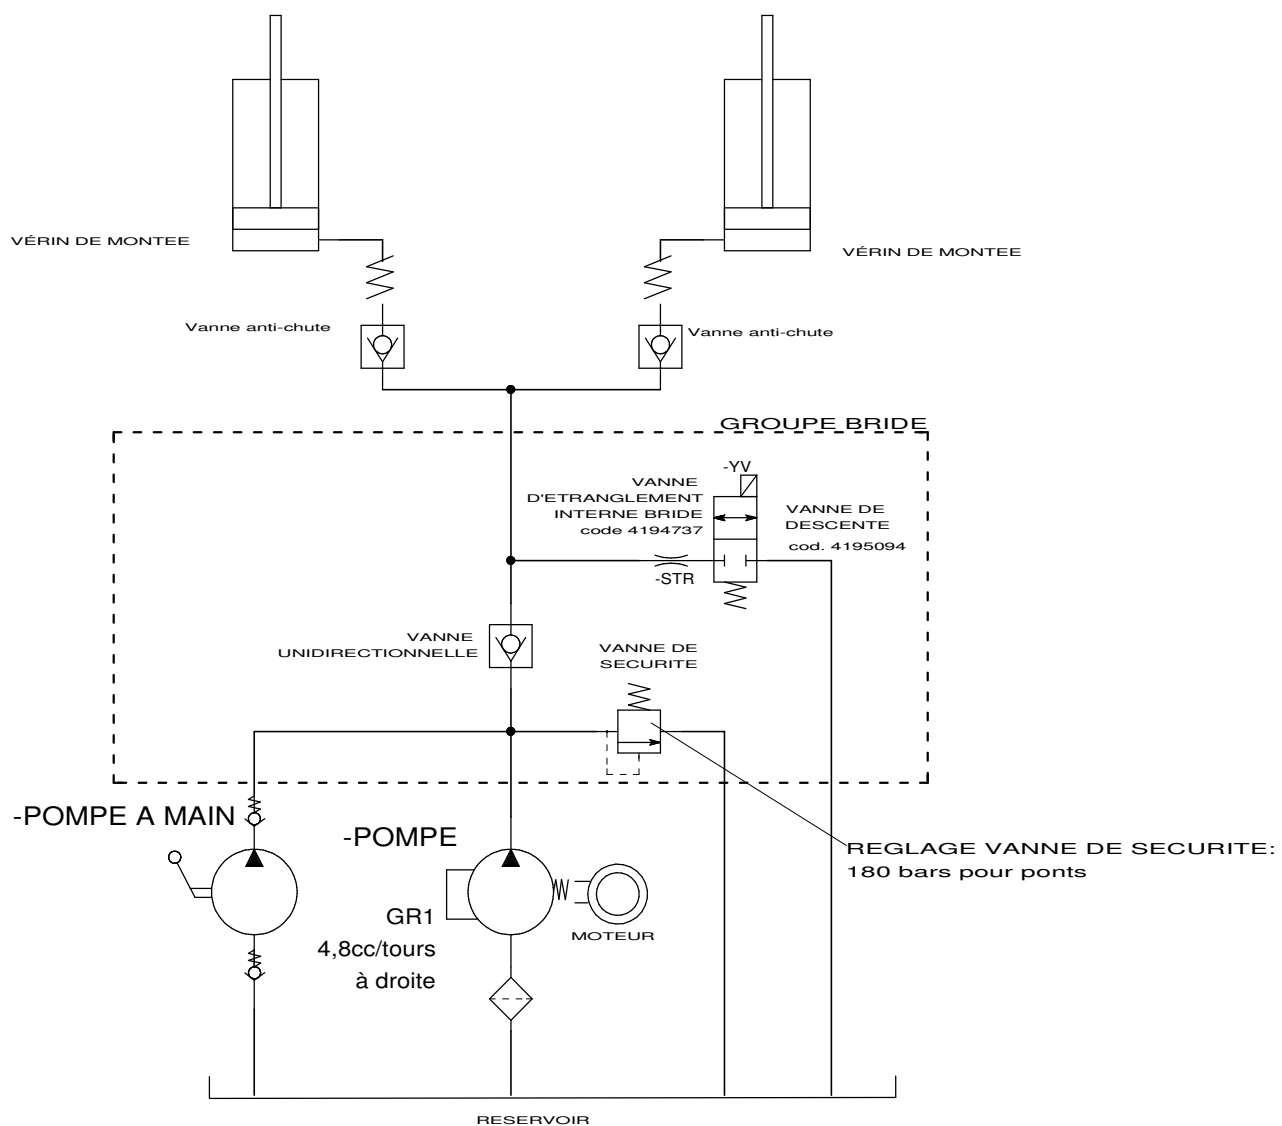 VÉRIN DE MONTEE
VÉRIN DE MONTEE
Vanne anti-chute
Vanne anti-chute
GROUPE BRIDE
-YV
VANNE
D'ETRANGLEMENT
INTERNE BRIDE
code 4194737
VANNE DE
DESCENTE
cod. 4195094
-STR
VANNE
UNIDIRECTIONNELLE
VANNE DE
SECURITE
-POMPE A MAIN
-POMPE
REGLAGE VANNE DE SECURITE:
180 bars pour ponts
GR1
4,8cc/tours
à droite
MOTEUR
RESERVOIR